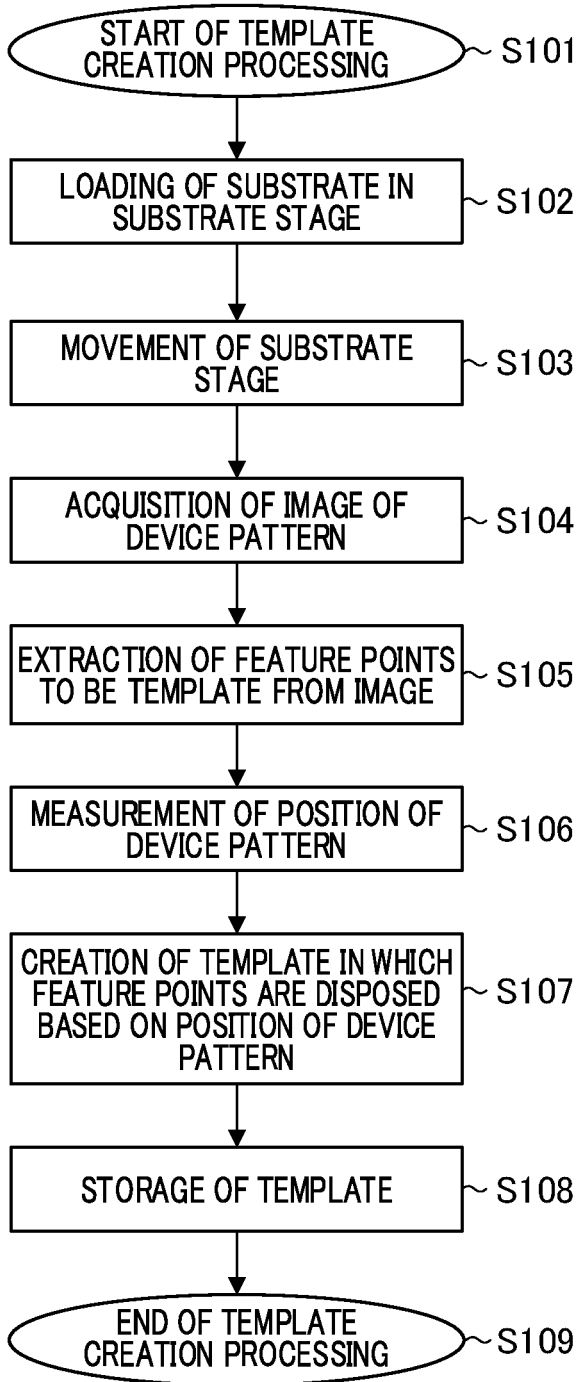 START OF TEMPLATE
CREATION PROCESSING
S101
LOADING OF SUBSTRATE IN
SUBSTRATE STAGE
S102
MOVEMENT OF SUBSTRATE
STAGE
S103
ACQUISITION OF IMAGE OF
DEVICE PATTERN
S104
EXTRACTION OF FEATURE POINTS
TO BE TEMPLATE FROM IMAGE
S105
MEASUREMENT OF POSITION OF
DEVICE PATTERN
S106
CREATION OF TEMPLATE IN WHICH
FEATURE POINTS ARE DISPOSED
BASED ON POSITION OF DEVICE
PATTERN
S107
STORAGE OF TEMPLATE
S108
END OF TEMPLATE
CREATION PROCESSING
S109